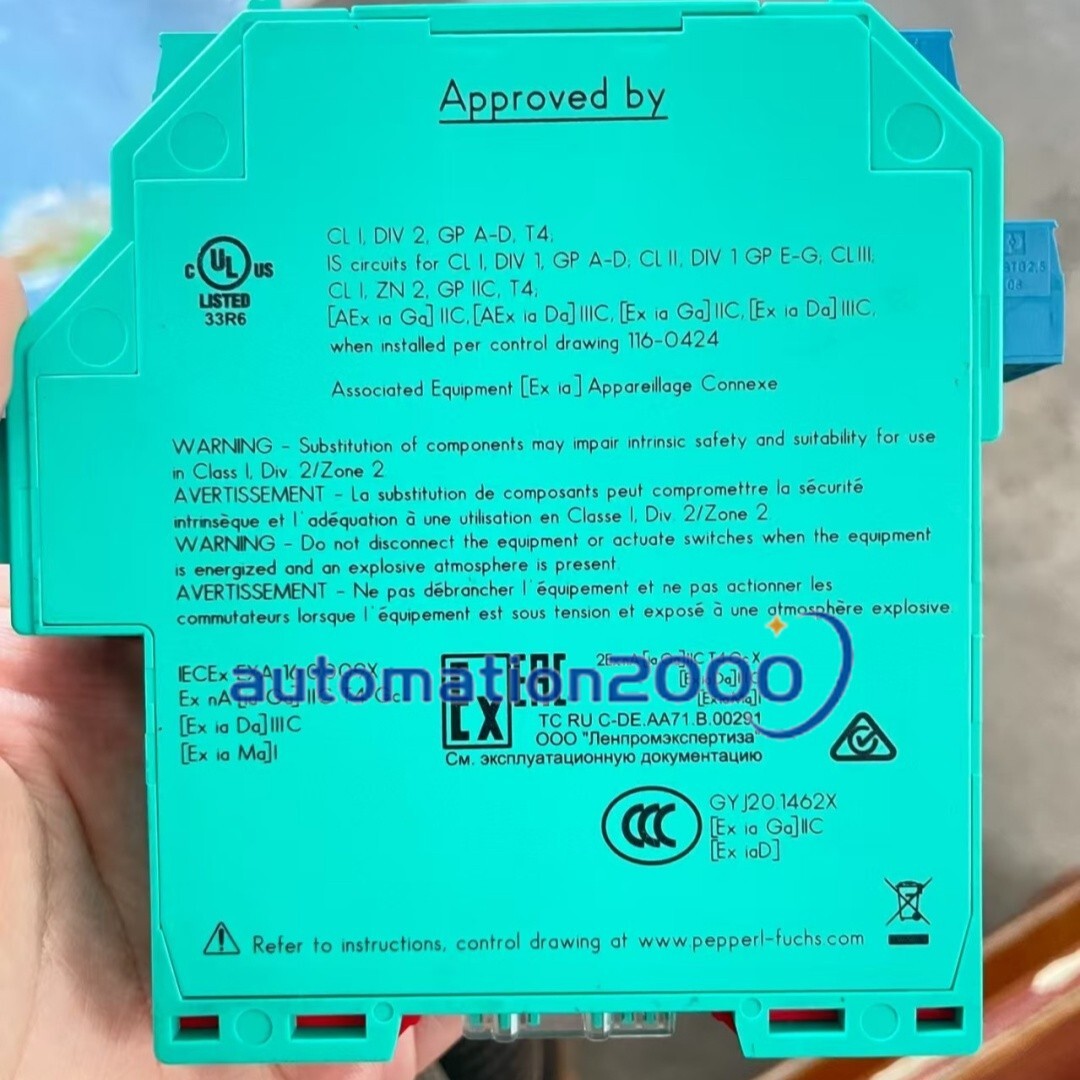 Approved by
CL I, DIV 2, GP A-D, T4;
IS circuits for CL I, DIV 1, GP A-D; CL II, DIV 1 GP E-G; CL III;
CL I, ZN 2, GP IIC, T4;
[AEx ia Ga] IIC, [AEx ia Da] IIIC, [Ex ia Ga] IIC, [Ex ia Da] IIIC,
when installed per control drawing 116-0424
C UL US
LISTED
33R6
Associated Equipment [Ex ia] Appareillage Connexe
WARNING - Substitution of components may impair intrinsic safety and suitability for use
in Class I, Div. 2/Zone 2
AVERTISSEMENT - La substitution de composants peut compromettre la sécurité
intrinsèque et l'adéquation à une utilisation en Classe I, Div. 2/Zone 2
WARNING - Do not disconnect the equipment or actuate switches when the equipment
is energized and an explosive atmosphere is present.
AVERTISSEMENT - Ne pas débrancher l'équipement et ne pas actionner les
commutateurs lorsque l'équipement est sous tension et exposé à une atmosphère explosive.
IECEx
Ex nA
[Ex ia Da]IIIC
[Ex ia Ma]I
automation2000
Ex
EAC
TC RU C-DE.AA71.B.00291
ООО "Ленпромэкспертиза"
См. эксплуатационную документацию
CCC
GYJ20.1462X
[Ex ia Ga]IIC
[Ex iaD]
Refer to instructions, control drawing at www.pepperl-fuchs.com